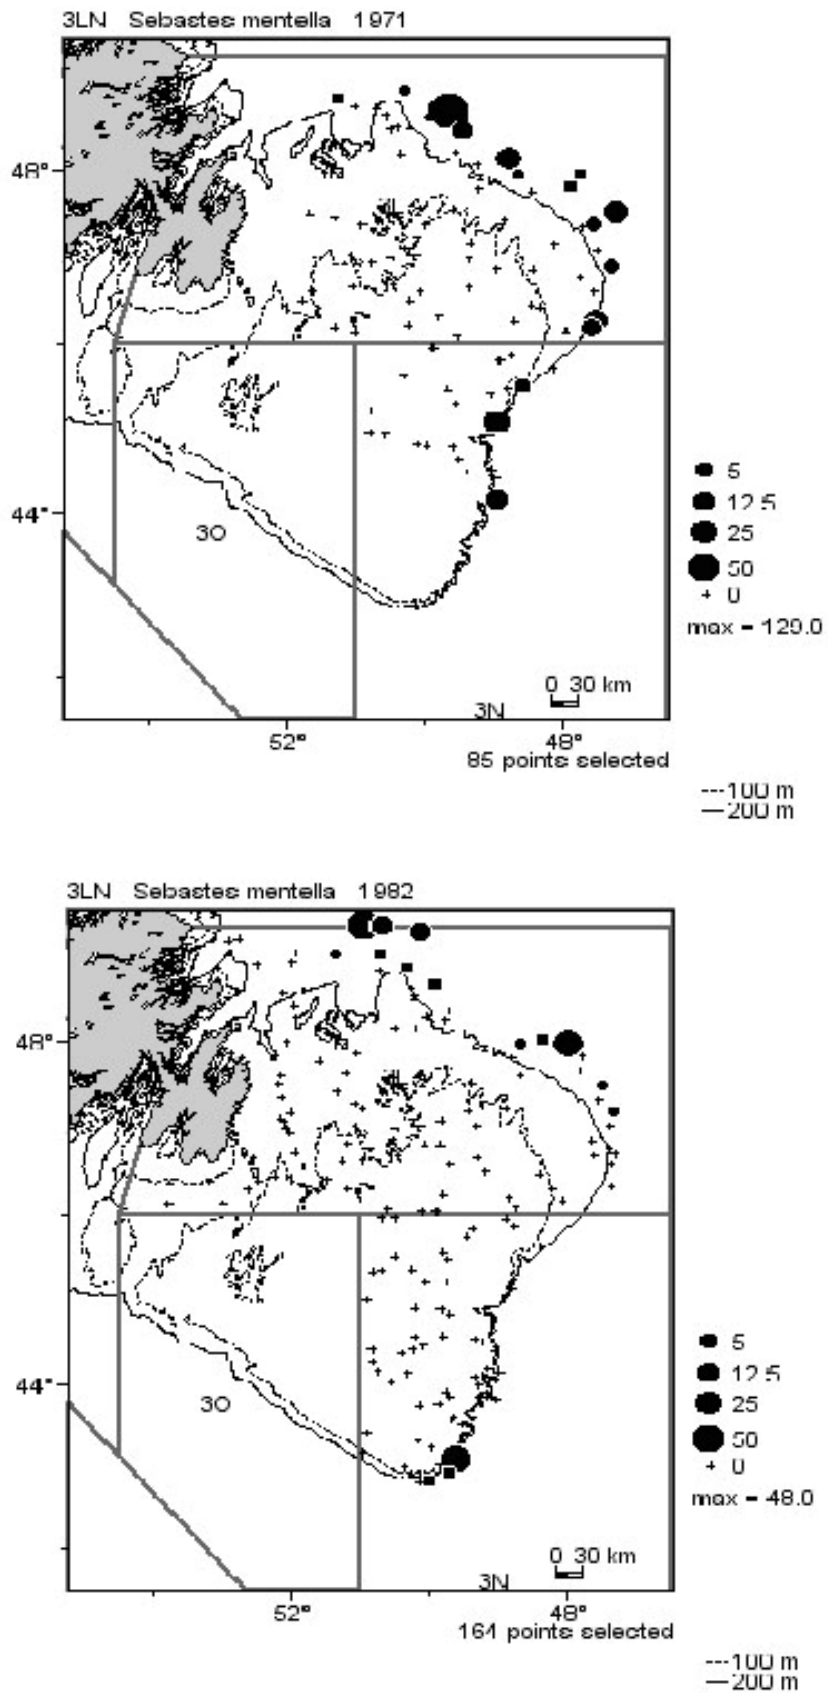 3LN Sebastes mentella 1971
48°
5
12.5
25
50
0
44°
3O
max = 129.0
0 30 km
3N
52° 48°
85 points selected
100 m
200 m
3LN Sebastes mentella 1982
48°
5
12.5
25
50
0
44°
3O
max = 48.0
0 30 km
3N
52° 48°
164 points selected
100 m
200 m